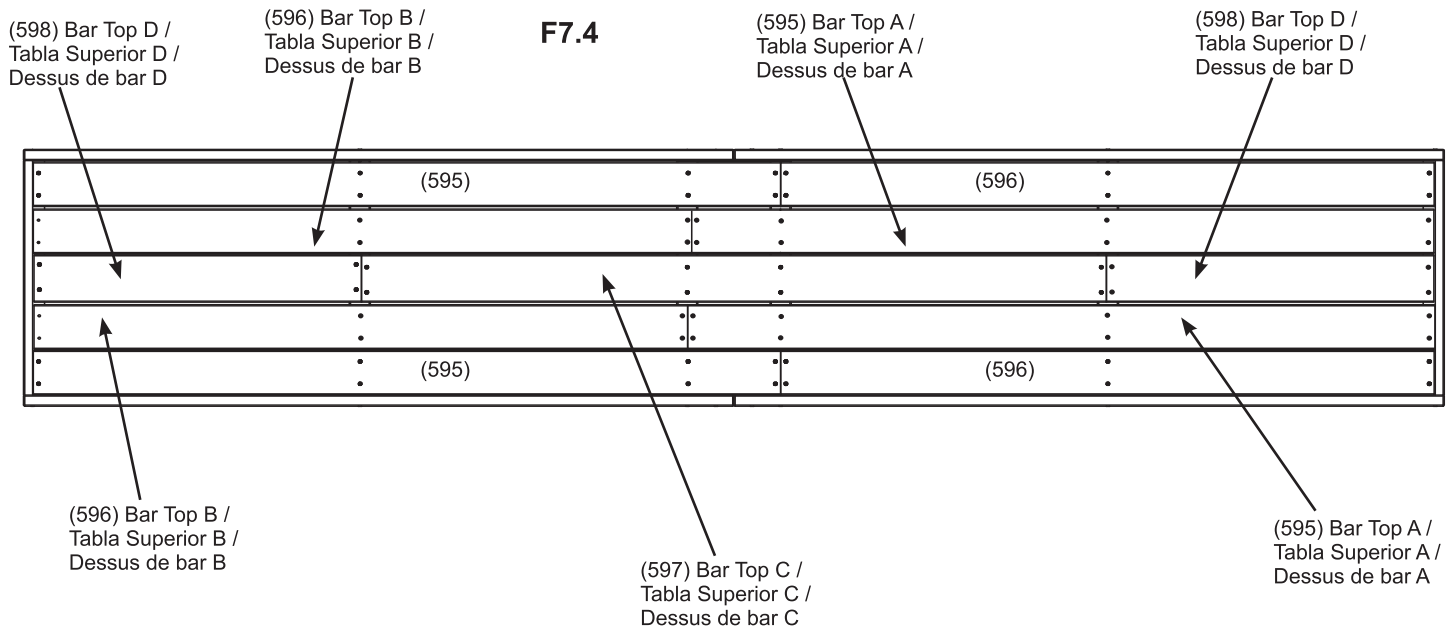 (598) Bar Top D /
Tabla Superior D /
Dessus de bar D
(596) Bar Top B /
Tabla Superior B /
Dessus de bar B
F7.4
(595) Bar Top A /
Tabla Superior A /
Dessus de bar A
(598) Bar Top D /
Tabla Superior D /
Dessus de bar D
(595)
(596)
(595)
(596)
(596) Bar Top B /
Tabla Superior B /
Dessus de bar B
(597) Bar Top C /
Tabla Superior C /
Dessus de bar C
(595) Bar Top A /
Tabla Superior A /
Dessus de bar A